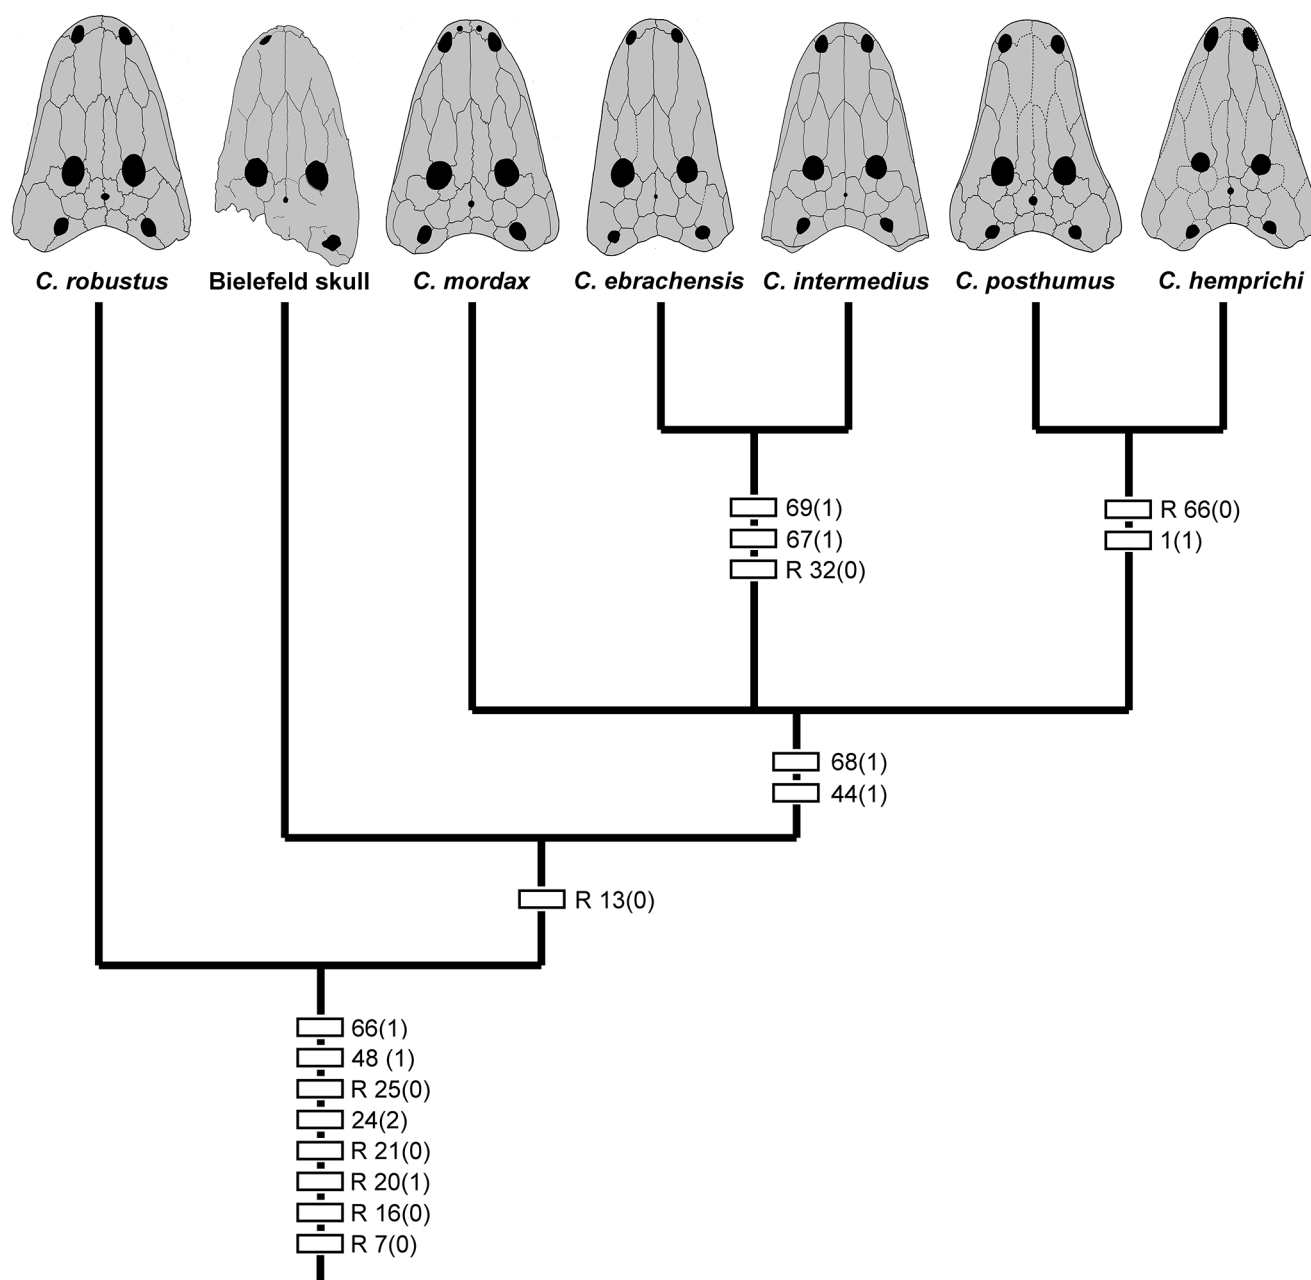 C. robustus
Bielefeld skull
C. mordax
C. ebrachensis
C. intermedius
C. posthumus
C. hemprichi
69(1)
67(1)
R 32(0)
R 66(0)
1(1)
68(1)
44(1)
R 13(0)
66(1)
48 (1)
R 25(0)
24(2)
R 21(0)
R 20(1)
R 16(0)
R 7(0)